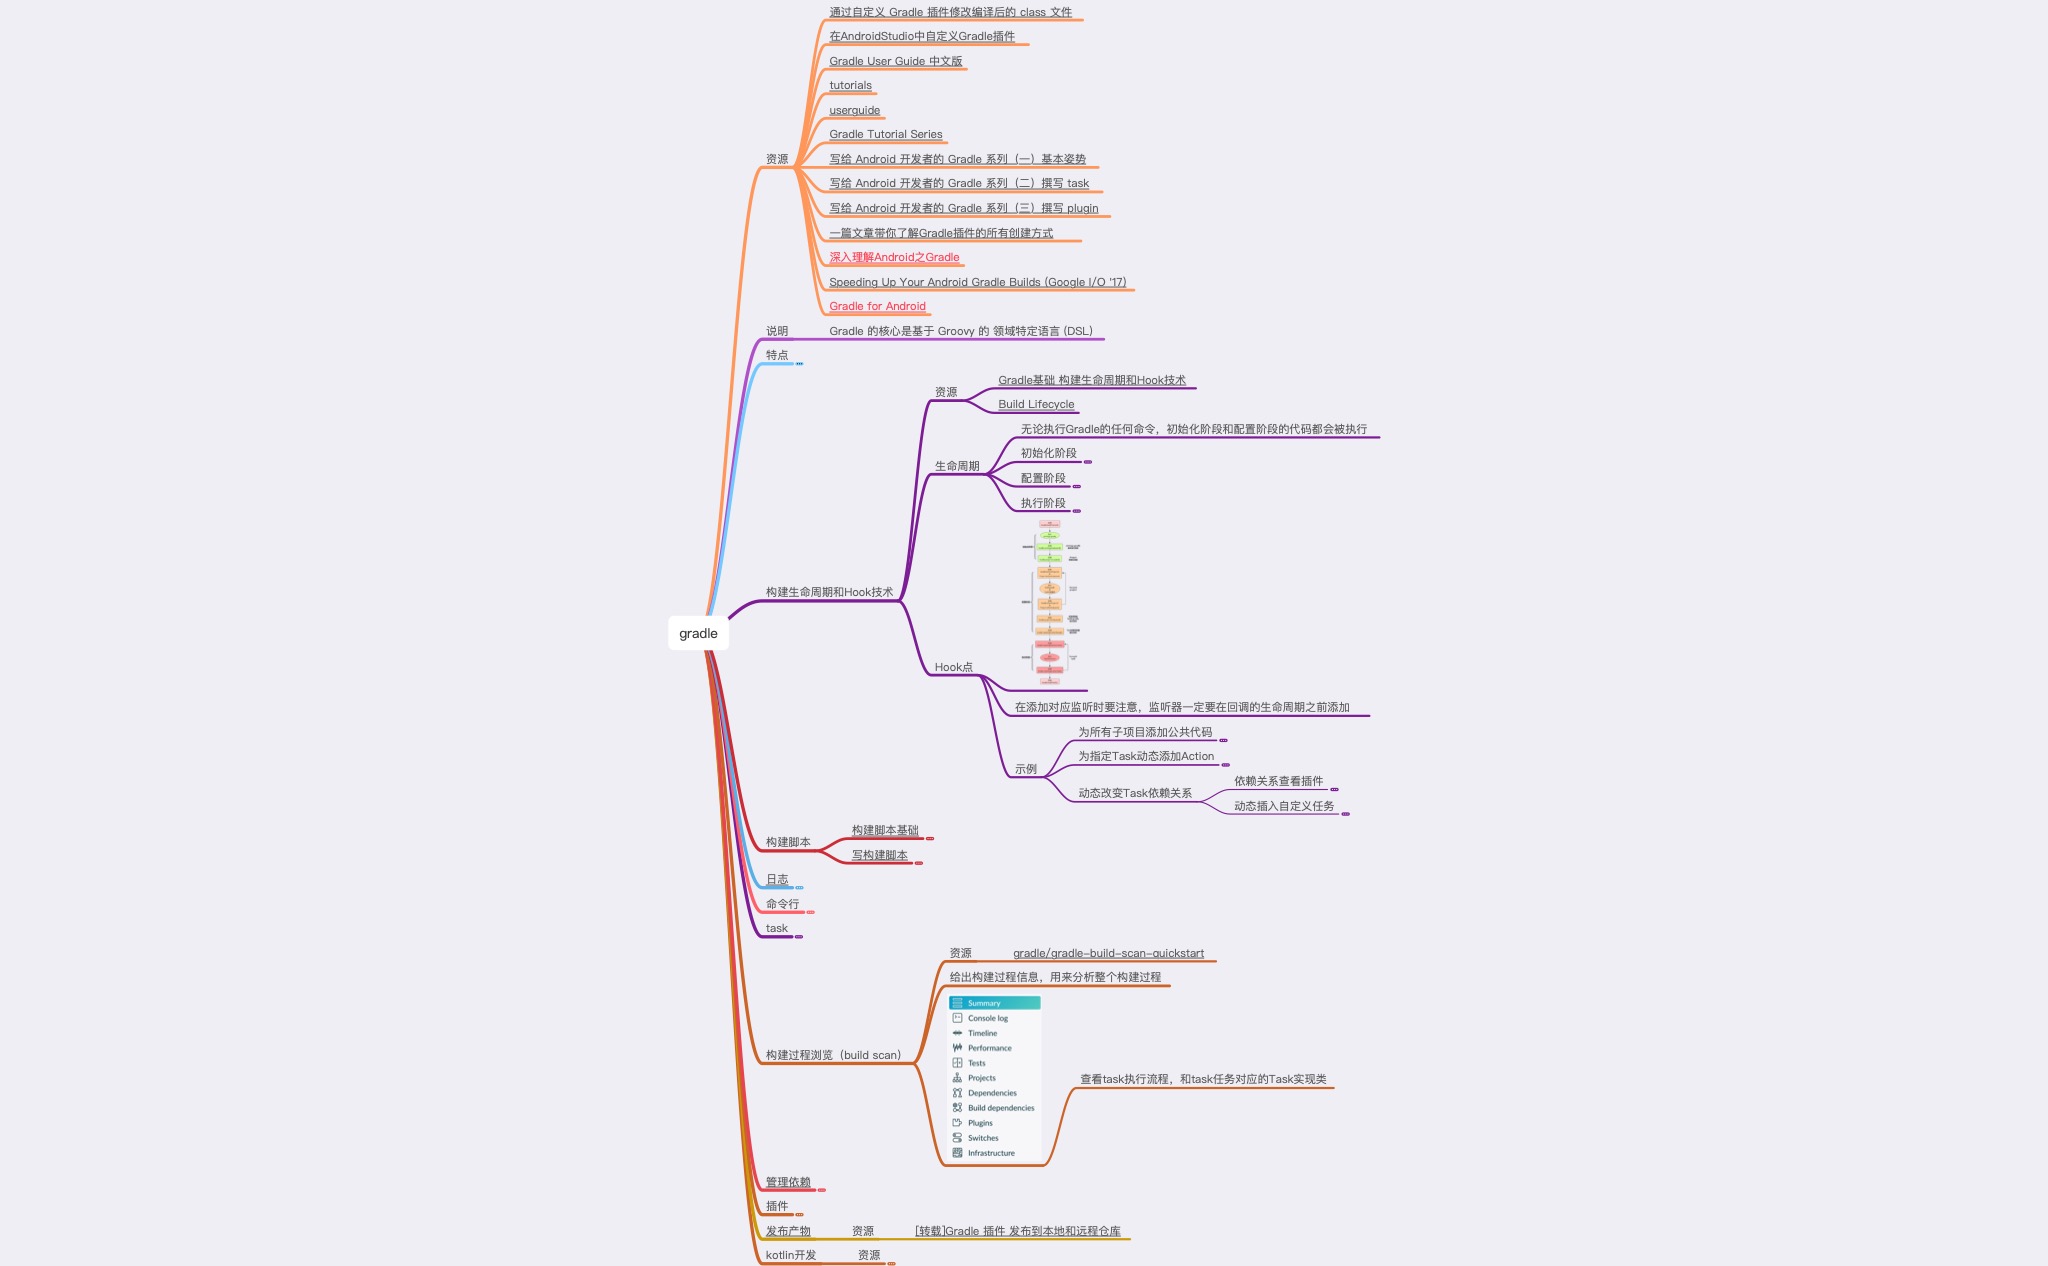 通过自定义 Gradle 插件修改编译后的 class 文件
在AndroidStudio中自定义Gradle插件
Gradle User Guide 中文版
tutorials
userguide
Gradle Tutorial Series
资源
写给 Android 开发者的 Gradle 系列（一）基本姿势
写给 Android 开发者的 Gradle 系列（二）撰写 task
写给 Android 开发者的 Gradle 系列（三）撰写 plugin
一篇文章带你了解Gradle插件的所有创建方式
深入理解Android之Gradle
Speeding Up Your Android Gradle Builds (Google I/O '17)
Gradle for Android
说明
Gradle 的核心是基于 Groovy 的 领域特定语言 (DSL)
特点
Gradle基础 构建生命周期和Hook技术
资源
Build Lifecycle
无论执行Gradle的任何命令，初始化阶段和配置阶段的代码都会被执行
初始化阶段
生命周期
配置阶段
执行阶段
构建生命周期和Hook技术
gradle
Hook点
在添加对应监听时要注意，监听器一定要在回调的生命周期之前添加
为所有子项目添加公共代码
为指定Task动态添加Action
示例
依赖关系查看插件
动态改变Task依赖关系
动态插入自定义任务
构建脚本基础
构建脚本
写构建脚本
日志
命令行
task
资源
gradle/gradle-build-scan-quickstart
给出构建过程信息，用来分析整个构建过程
Summary
Console log
Timeline
Performance
构建过程浏览（build scan）
Tests
Projects
查看task执行流程，和task任务对应的Task实现类
Dependencies
Build dependencies
Plugins
Switches
Infrastructure
管理依赖
插件
发布产物
资源
[转载]Gradle 插件 发布到本地和远程仓库
kotlin开发
资源